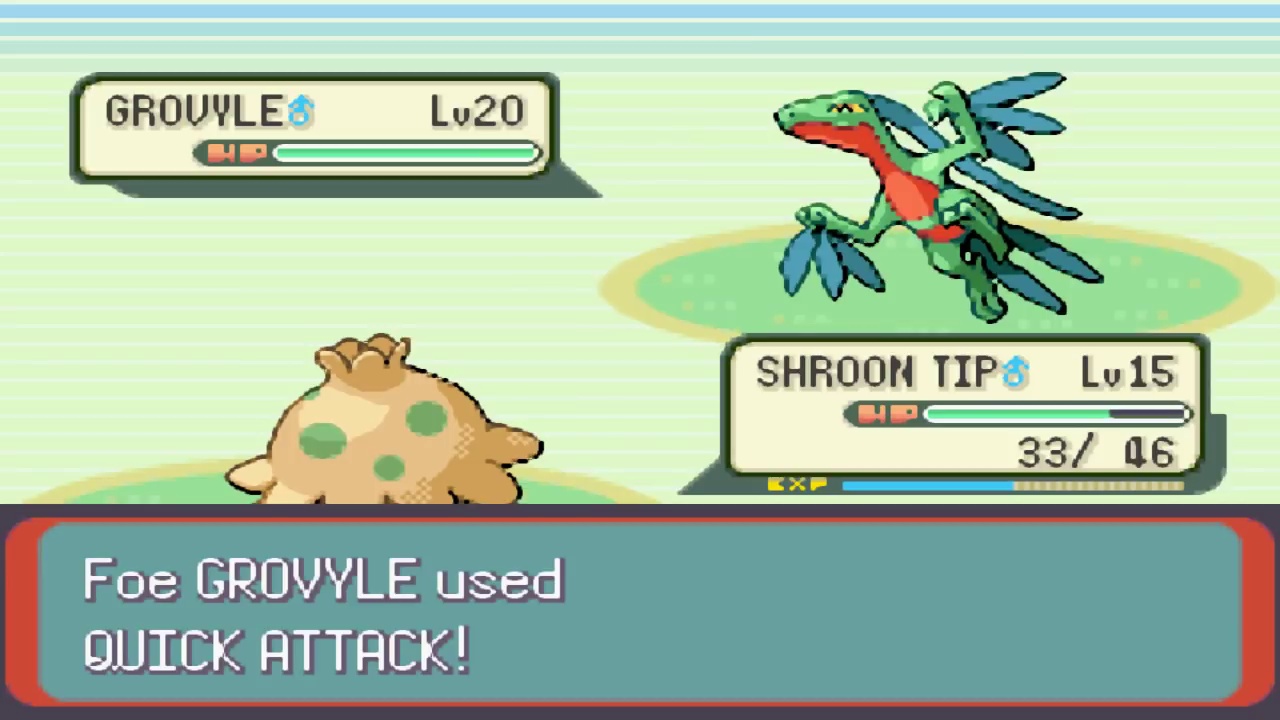 GROVYLE♂ Lv20
HP
SHROON TIP♂ Lv15
HP
33/ 46
EXP
Foe GROVYLE used
QUICK ATTACK!